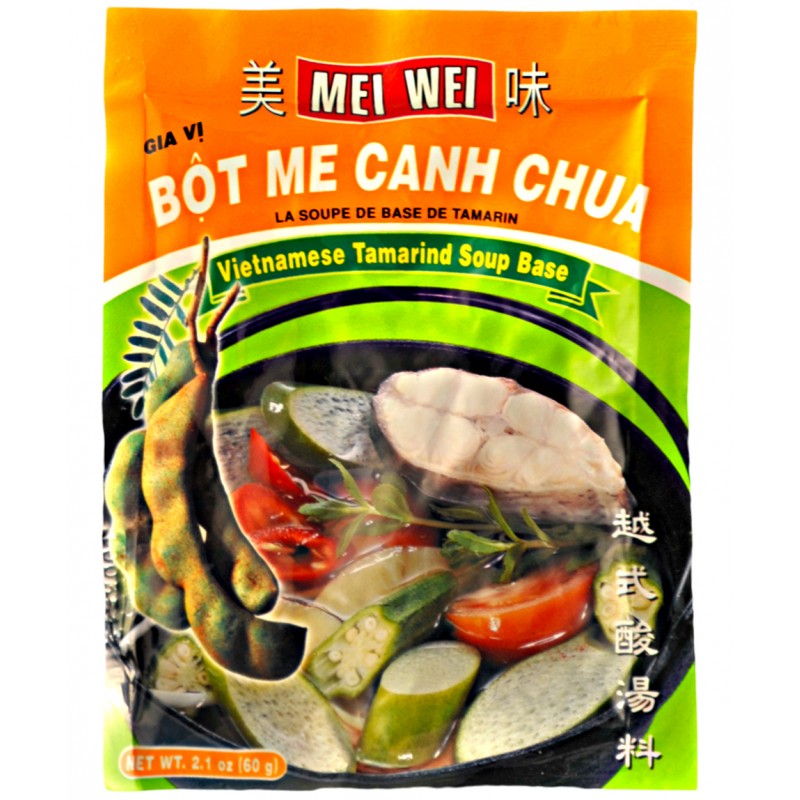 美 MEI WEI 味
GIA VỊ
BỘT ME CANH CHUA
LA SOUPE DE BASE DE TAMARIN
Vietnamese Tamarind Soup Base
越式酸湯料
NET WT. 2.1 oz (60 g)